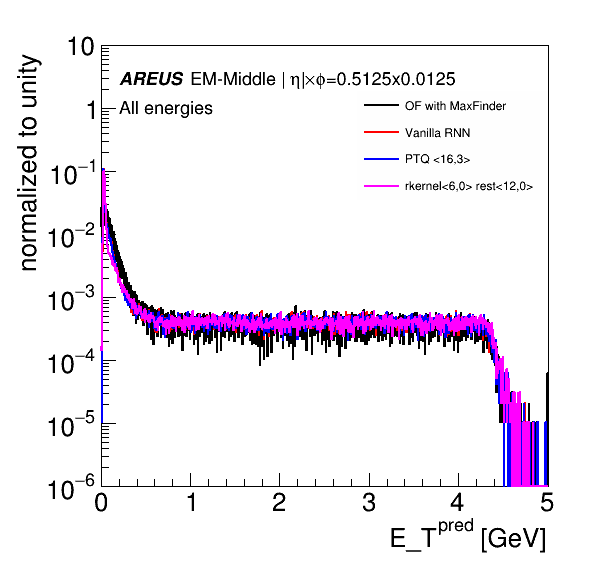 10
AREUS EM-Middle | η|×ϕ=0.5125x0.0125
1
All energies
OF with MaxFinder
Vanilla RNN
PTQ <16,3>
rkernel<6,0> rest<12,0>
normalized to unity
10⁻¹
10⁻²
10⁻³
10⁻⁴
10⁻⁵
10⁻⁶
0 1 2 3 4 5
E_T^pred [GeV]